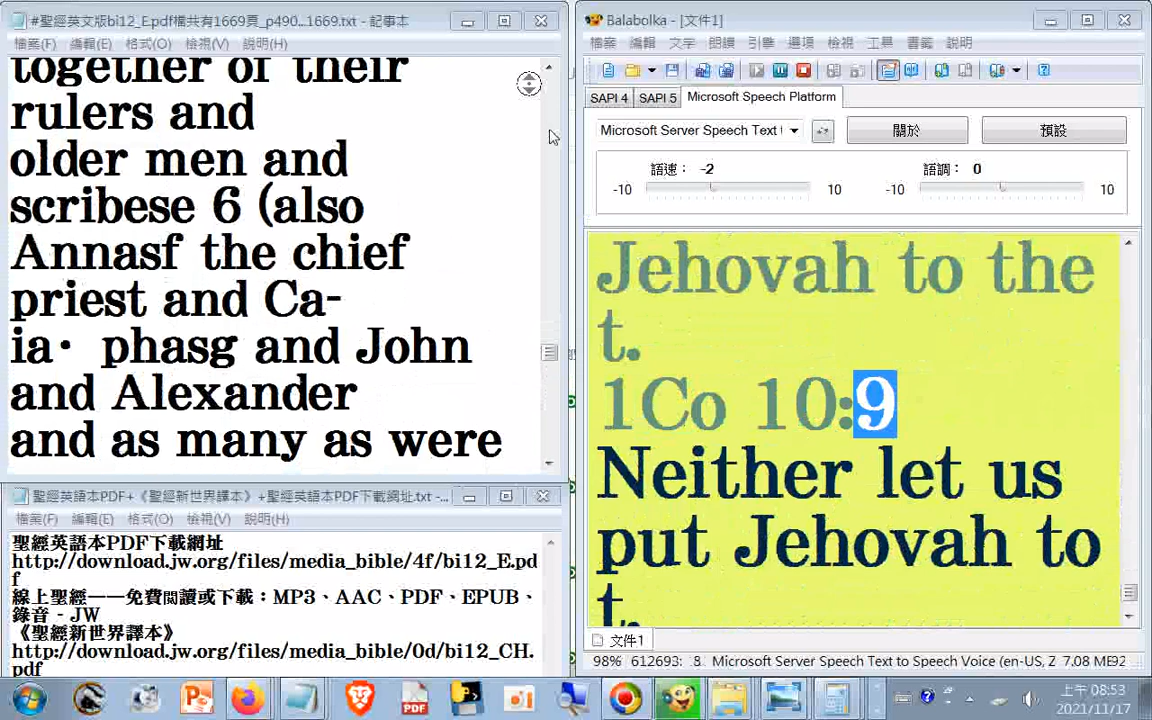 #聖經英文版bi12_E.pdf檔共有1669頁_p490...1669.txt - 記事本
檔案(F) 編輯(E) 格式(O) 檢視(V) 說明(H)
together of their
rulers and
older men and
scribese 6 (also
Annasf the chief
priest and Ca-
ia· phasg and John
and Alexander
and as many as were
聖經英語本PDF+《聖經新世界譯本》+聖經英語本PDF下載網址.txt -...
檔案(F) 編輯(E) 格式(O) 檢視(V) 說明(H)
聖經英語本PDF下載網址
http://download.jw.org/files/media_bible/4f/bi12_E.pd
f
線上聖經——免費閱讀或下載：MP3、AAC、PDF、EPUB、
錄音 - JW
《聖經新世界譯本》
http://download.jw.org/files/media_bible/0d/bi12_CH.
pdf
Balabolka - [文件1]
檔案 編輯 文字 朗讀 引擎 選項 檢視 工具 書籤 說明
SAPI 4 SAPI 5 Microsoft Speech Platform
Microsoft Server Speech Text 關於 預設
語速： -2 語調： 0
-10 10 -10 10
Jehovah to the
t.
1Co 10:9
Neither let us
put Jehovah to
t.
文件1
98% 612693: 8 Microsoft Server Speech Text to Speech Voice (en-US, Z 7.08 ME92
PDF
上午 08:53
2021/11/17